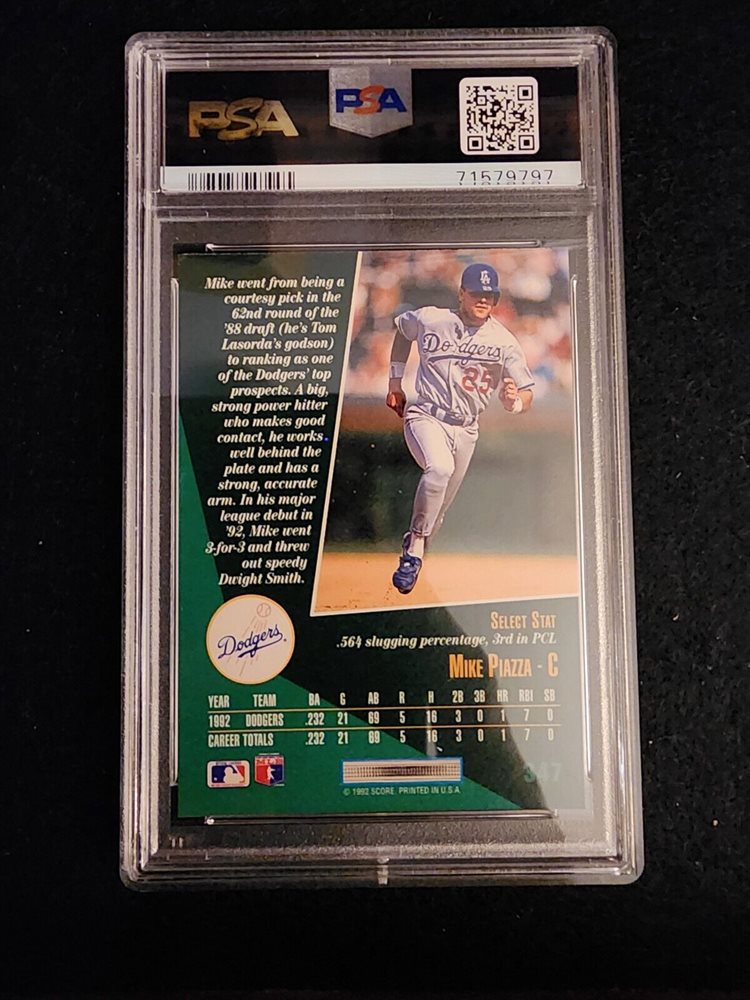 PSA
PSA
71579797
Mike went from being a
courtesy pick in the
62nd round of the
'88 draft (he's Tom
Lasorda's godson)
to ranking as one
of the Dodgers' top
prospects. A big,
strong power hitter
who makes good
contact, he works
well behind the
plate and has a
strong, accurate
arm. In his major
league debut in
'92, Mike went
3-for-3 and threw
out speedy
Dwight Smith.
LA
Dodgers
25
Dodgers
SELECT STAT
.564 slugging percentage, 3rd in PCL
MIKE PIAZZA - C
YEAR TEAM BA G AB R H 2B 3B HR RBI SB
1992 DODGERS .232 21 69 5 16 3 0 1 7 0
CAREER TOTALS .232 21 69 5 16 3 0 1 7 0
347
© 1992 SCORE. PRINTED IN U.S.A.